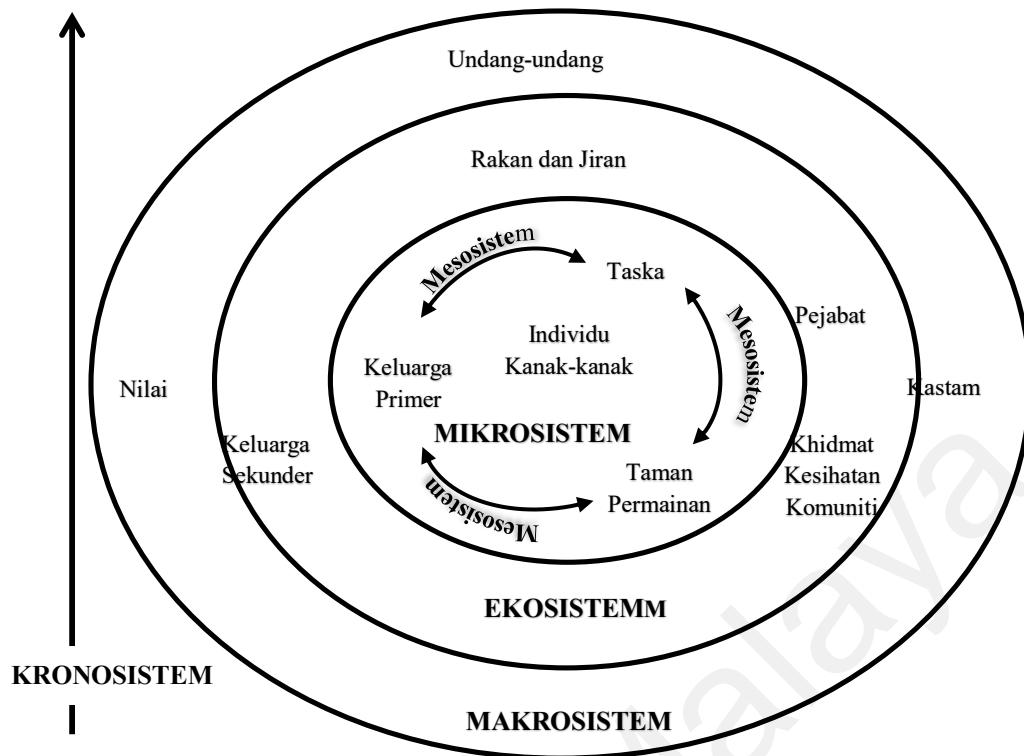 Undang-undang
Rakan dan Jiran
Mesosistem
Taska
Mesosistem
Pejabat
Individu
Kanak-kanak
Keluarga
Primer
Nilai
Kastam
MIKROSISTEM
Keluarga
Sekunder
Khidmat
Kesihatan
Komuniti
Taman
Permainan
Mesosistem
EKOSISTEMM
KRONOSISTEM
MAKROSISTEM
alaya